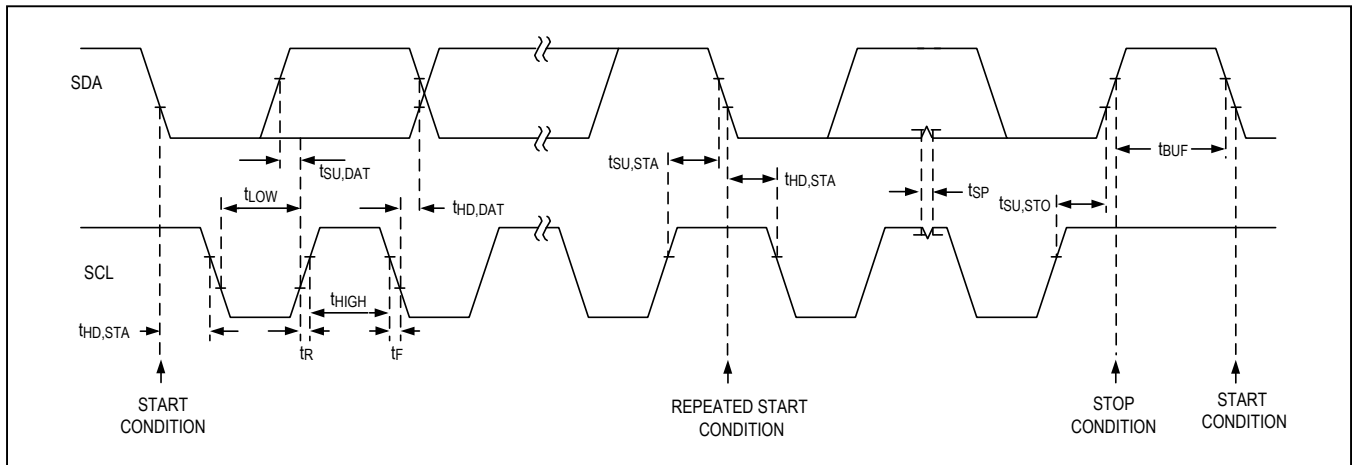 SDA
tSU,DAT
tLOW
tHD,DAT
tSU,STA
tHD,STA
tSP
tSU,STO
tBUF
SCL
tHD,STA
tR
tHIGH
tF
START
CONDITION
REPEATED START
CONDITION
STOP
CONDITION
START
CONDITION